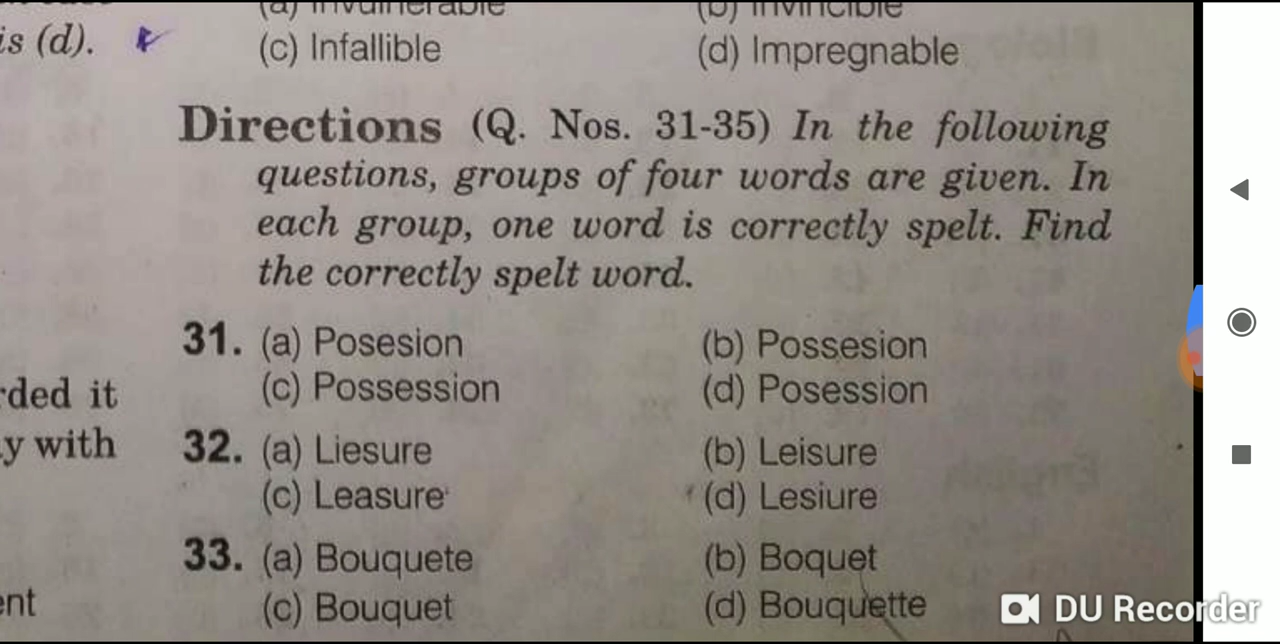 is (d).
(a) Invulnerable (b) Invincible
(c) Infallible (d) Impregnable
Directions (Q. Nos. 31-35) In the following
questions, groups of four words are given. In
each group, one word is correctly spelt. Find
the correctly spelt word.
31. (a) Posesion (b) Possesion
rded it (c) Possession (d) Posession
y with 32. (a) Liesure (b) Leisure
(c) Leasure (d) Lesiure
33. (a) Bouquete (b) Boquet
ent (c) Bouquet (d) Bouquette
DU Recorder